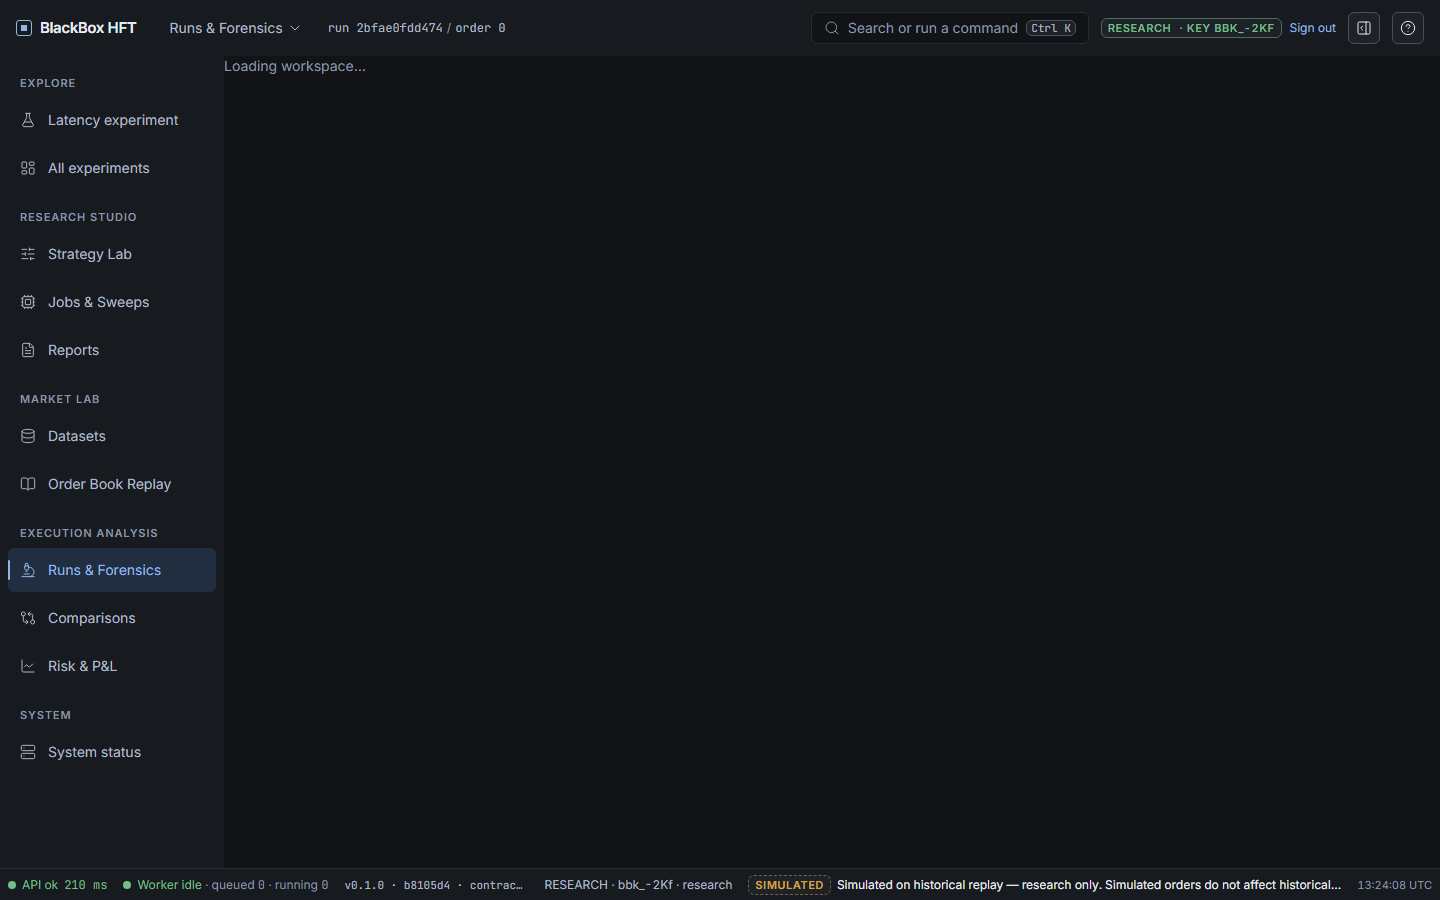 BlackBox HFT
Runs & Forensics
run 2bfae0fdd474 / order 0
Search or run a command
Ctrl K
RESEARCH · KEY BBK_-2KF
Sign out
Loading workspace...
EXPLORE
Latency experiment
All experiments
RESEARCH STUDIO
Strategy Lab
Jobs & Sweeps
Reports
MARKET LAB
Datasets
Order Book Replay
EXECUTION ANALYSIS
Runs & Forensics
Comparisons
Risk & P&L
SYSTEM
System status
API ok 210 ms
Worker idle · queued 0 · running 0
v0.1.0 · b8105d4 · contrac…
RESEARCH · bbk_-2Kf · research
SIMULATED
Simulated on historical replay — research only. Simulated orders do not affect historical…
13:24:08 UTC